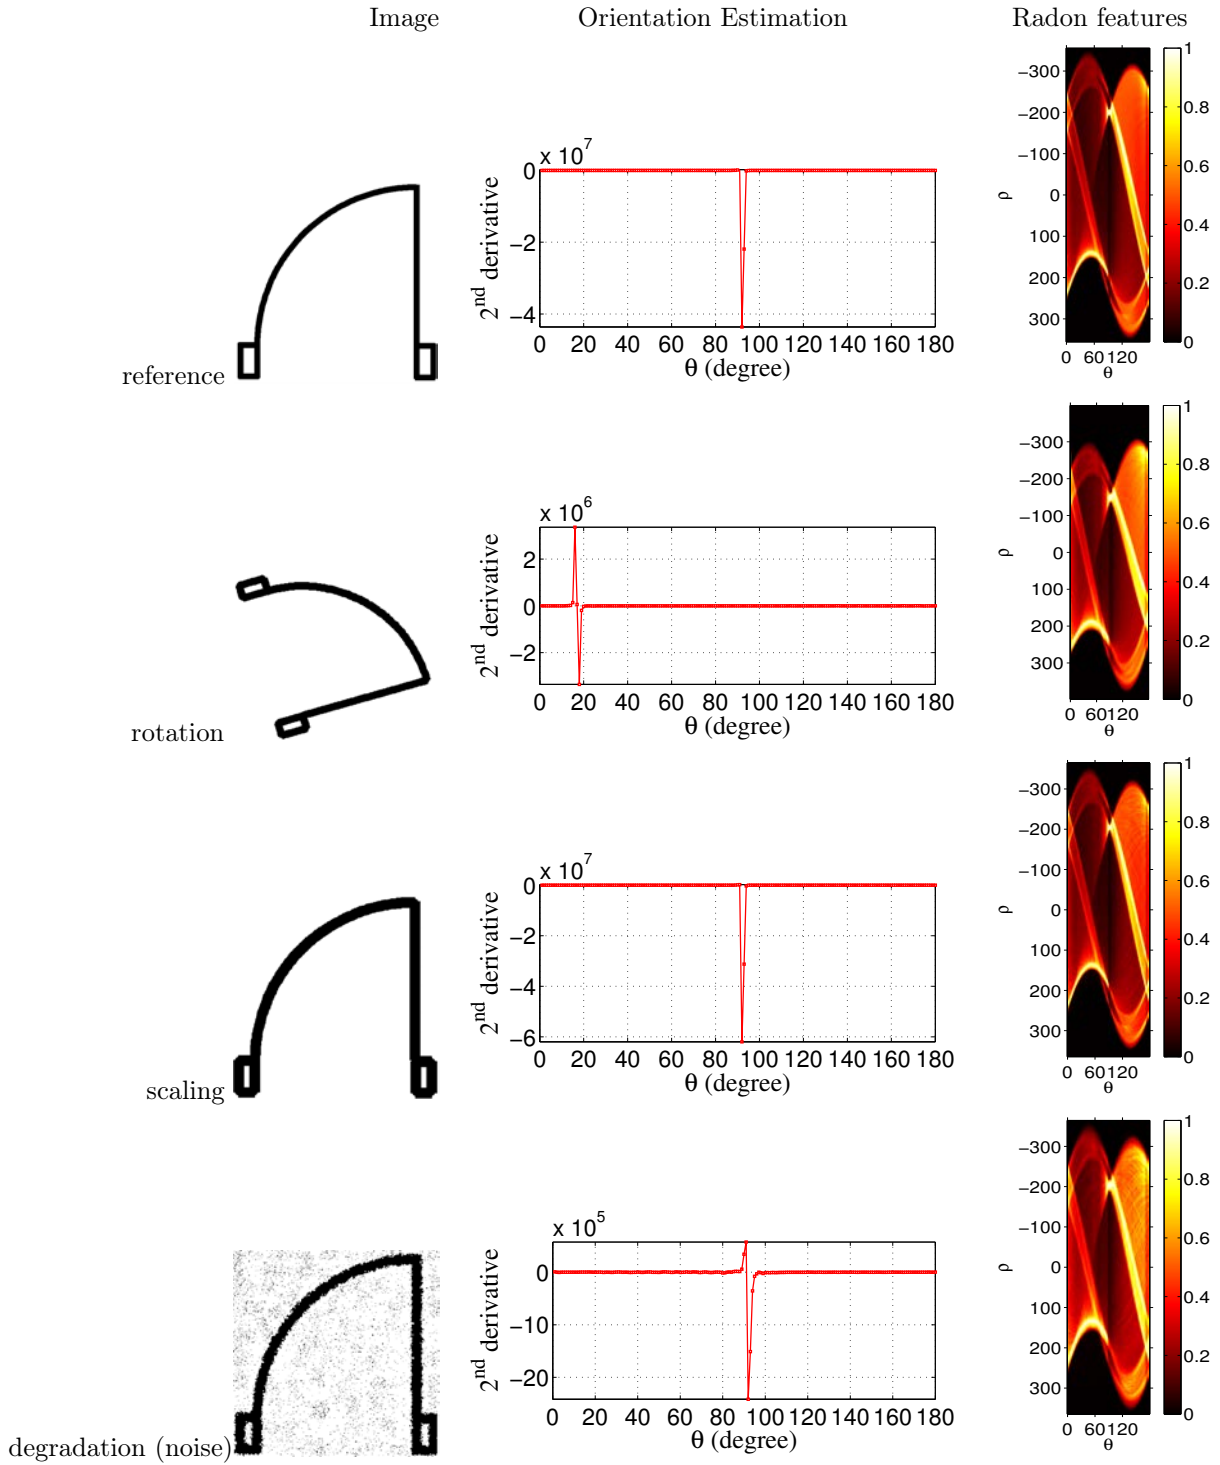 Image Orientation Estimation Radon features
x 10^7
0
−2
−4
2nd derivative
0 20 40 60 80 100 120 140 160 180
θ (degree)
−300
−200
−100
0
100
200
300
ρ
0 60 120
θ
1
0.8
0.6
0.4
0.2
0
reference
x 10^6
2
0
−2
2nd derivative
0 20 40 60 80 100 120 140 160 180
θ (degree)
−300
−200
−100
0
100
200
300
ρ
0 60 120
θ
1
0.8
0.6
0.4
0.2
0
rotation
x 10^7
0
−2
−4
−6
2nd derivative
0 20 40 60 80 100 120 140 160 180
θ (degree)
−300
−200
−100
0
100
200
300
ρ
0 60 120
θ
1
0.8
0.6
0.4
0.2
0
scaling
x 10^5
0
−10
−20
2nd derivative
0 20 40 60 80 100 120 140 160 180
θ (degree)
−300
−200
−100
0
100
200
300
ρ
0 60 120
θ
1
0.8
0.6
0.4
0.2
0
degradation (noise)